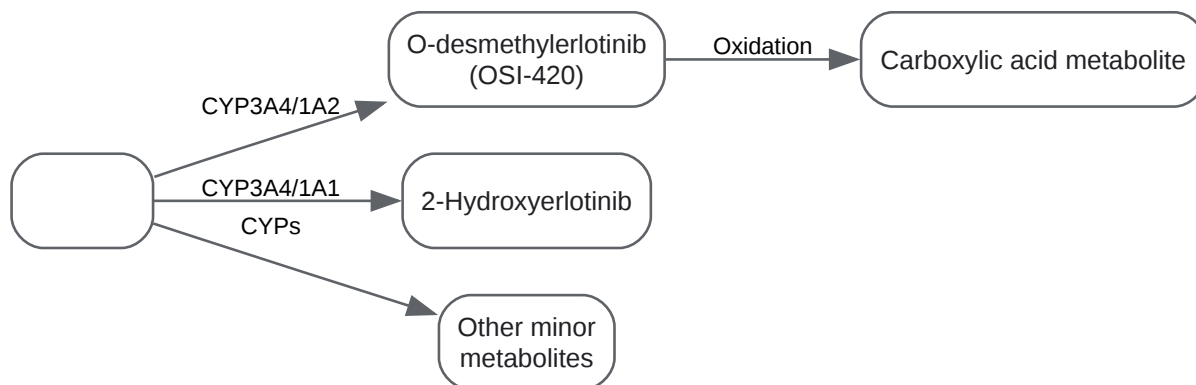 O-desmethylerlotinib
(OSI-420)
Oxidation
Carboxylic acid metabolite
CYP3A4/1A2
CYP3A4/1A1
2-Hydroxyerlotinib
CYPs
Other minor
metabolites